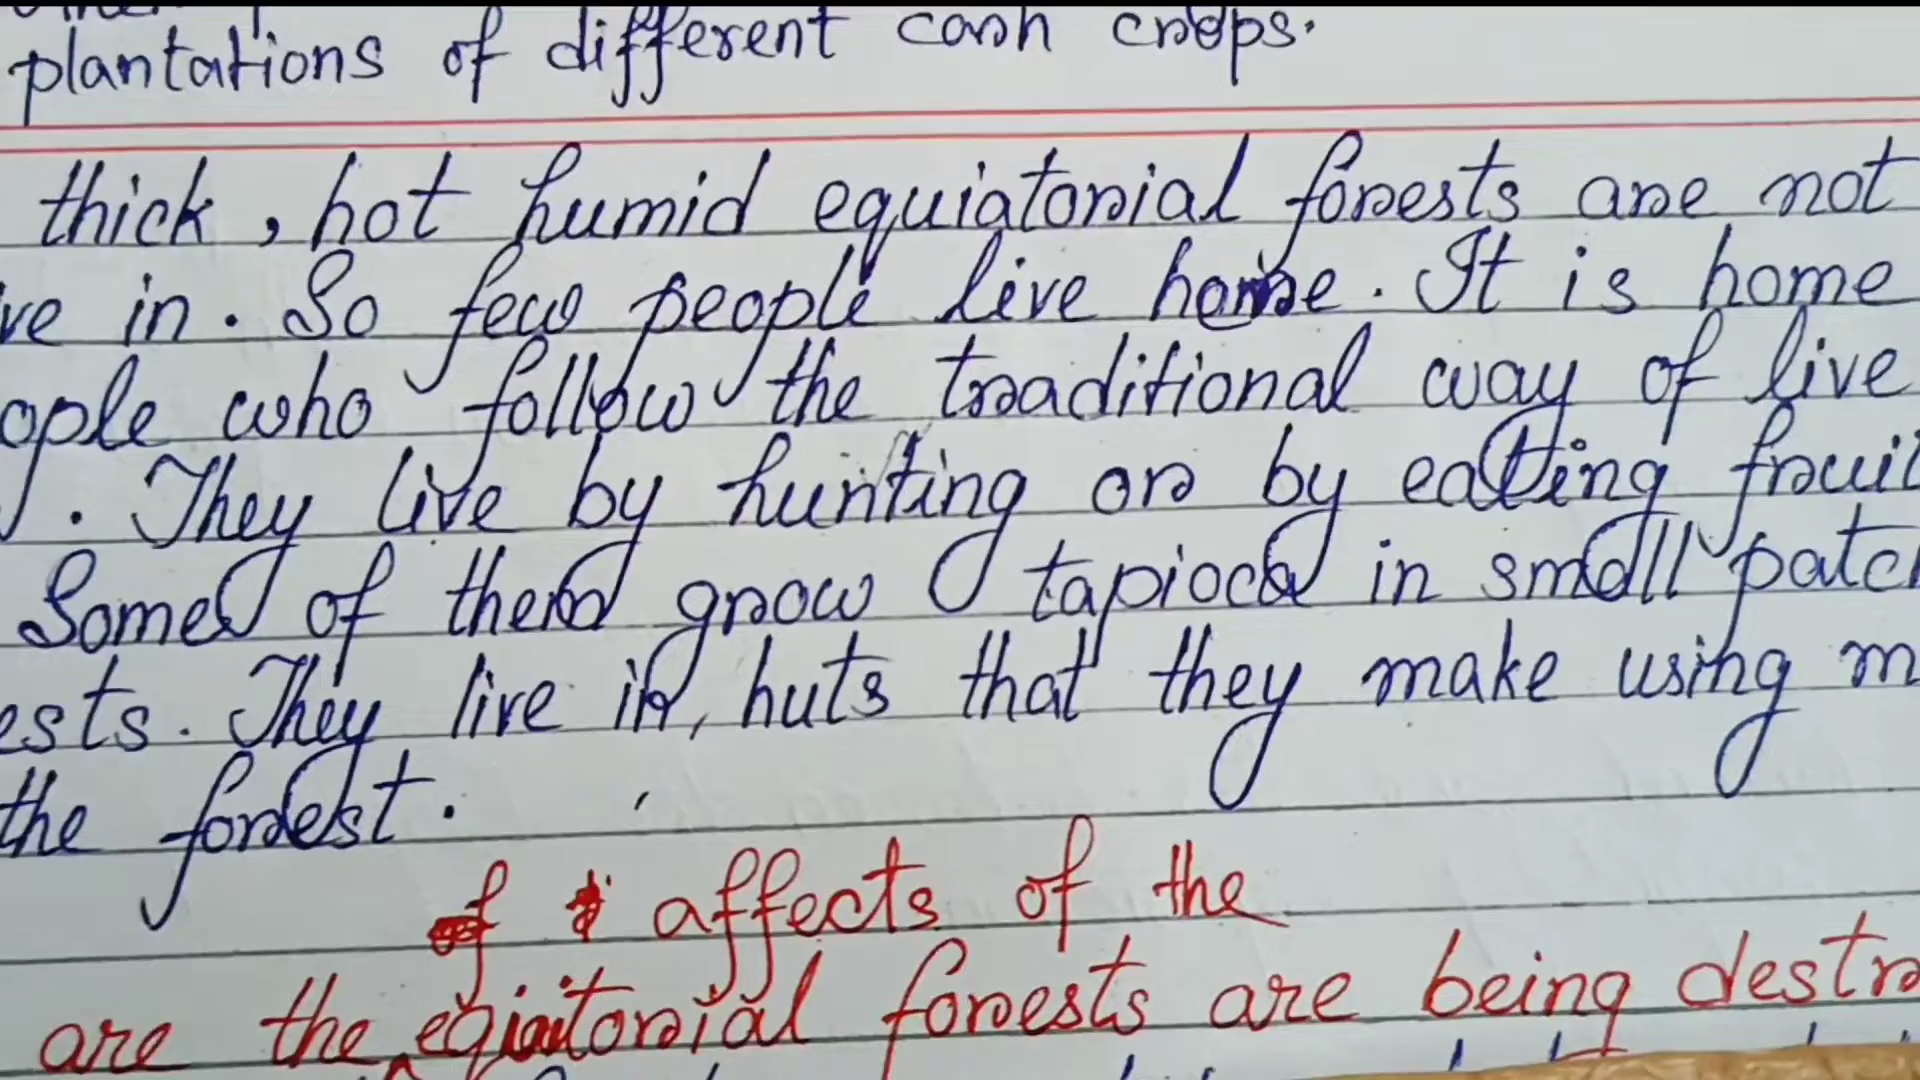 plantations of different cash crops.
thick, hot humid equiatorial forests are not
ve in. So few people live here. It is home
ople who follow the traditional way of live
. They live by hunting or by eating fruit
Some of them grow tapioca in small patch
ests. They live in huts that they make using m
the forest.
of affects of the
are the equiatorial forests are being destro